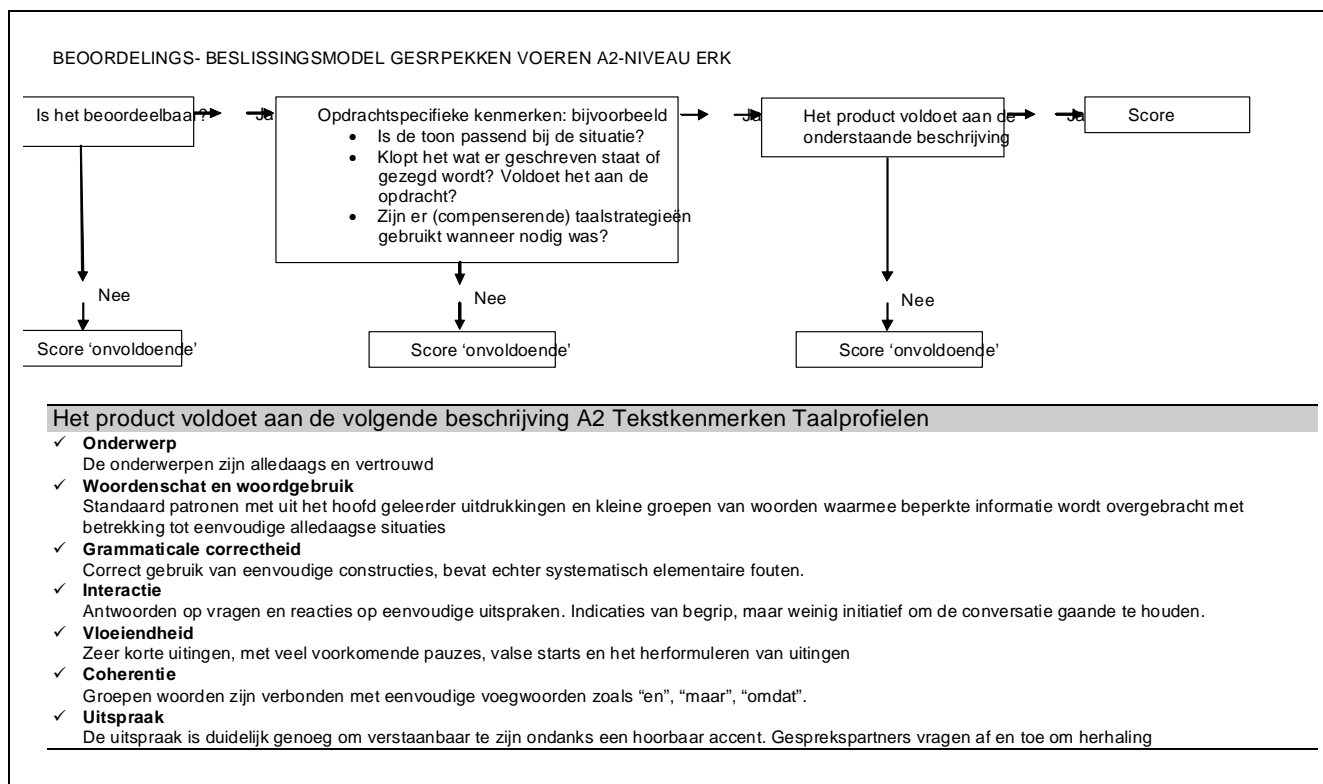 BEOORDELINGS- BESLISSINGSMODEL GESRPEKKEN VOEREN A2-NIVEAU ERK
Is het beoordeelbaar?
Ja
Opdrachtspecifieke kenmerken: bijvoorbeeld
• Is de toon passend bij de situatie?
• Klopt het wat er geschreven staat of
gezegd wordt? Voldoet het aan de
opdracht?
• Zijn er (compenserende) taalstrategieën
gebruikt wanneer nodig was?
Ja
Het product voldoet aan de
onderstaande beschrijving
Ja
Score
Nee
Nee
Nee
Score ‘onvoldoende’
Score ‘onvoldoende’
Score ‘onvoldoende’
Het product voldoet aan de volgende beschrijving A2 Tekstkenmerken Taalprofielen
✓ Onderwerp
De onderwerpen zijn alledaags en vertrouwd
✓ Woordenschat en woordgebruik
Standaard patronen met uit het hoofd geleerder uitdrukkingen en kleine groepen van woorden waarmee beperkte informatie wordt overgebracht met
betrekking tot eenvoudige alledaagse situaties
✓ Grammaticale correctheid
Correct gebruik van eenvoudige constructies, bevat echter systematisch elementaire fouten.
✓ Interactie
Antwoorden op vragen en reacties op eenvoudige uitspraken. Indicaties van begrip, maar weinig initiatief om de conversatie gaande te houden.
✓ Vloeiendheid
Zeer korte uitingen, met veel voorkomende pauzes, valse starts en het herformuleren van uitingen
✓ Coherentie
Groepen woorden zijn verbonden met eenvoudige voegwoorden zoals “en”, “maar”, “omdat”.
✓ Uitspraak
De uitspraak is duidelijk genoeg om verstaanbaar te zijn ondanks een hoorbaar accent. Gesprekspartners vragen af en toe om herhaling